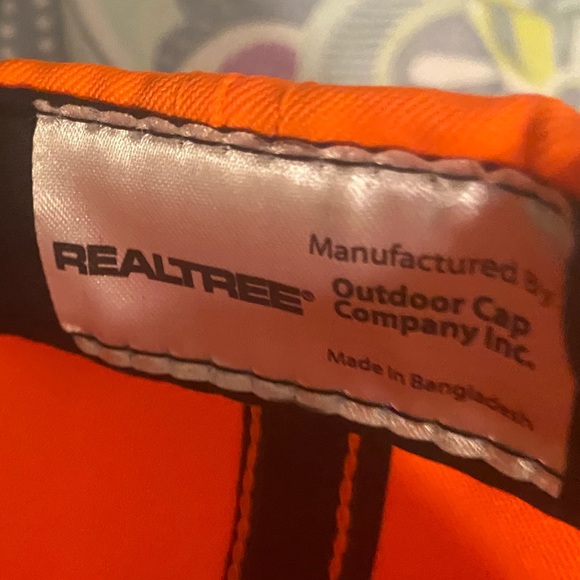 REALTREE®
Manufactured By
Outdoor Cap
Company Inc.
Made in Bangladesh